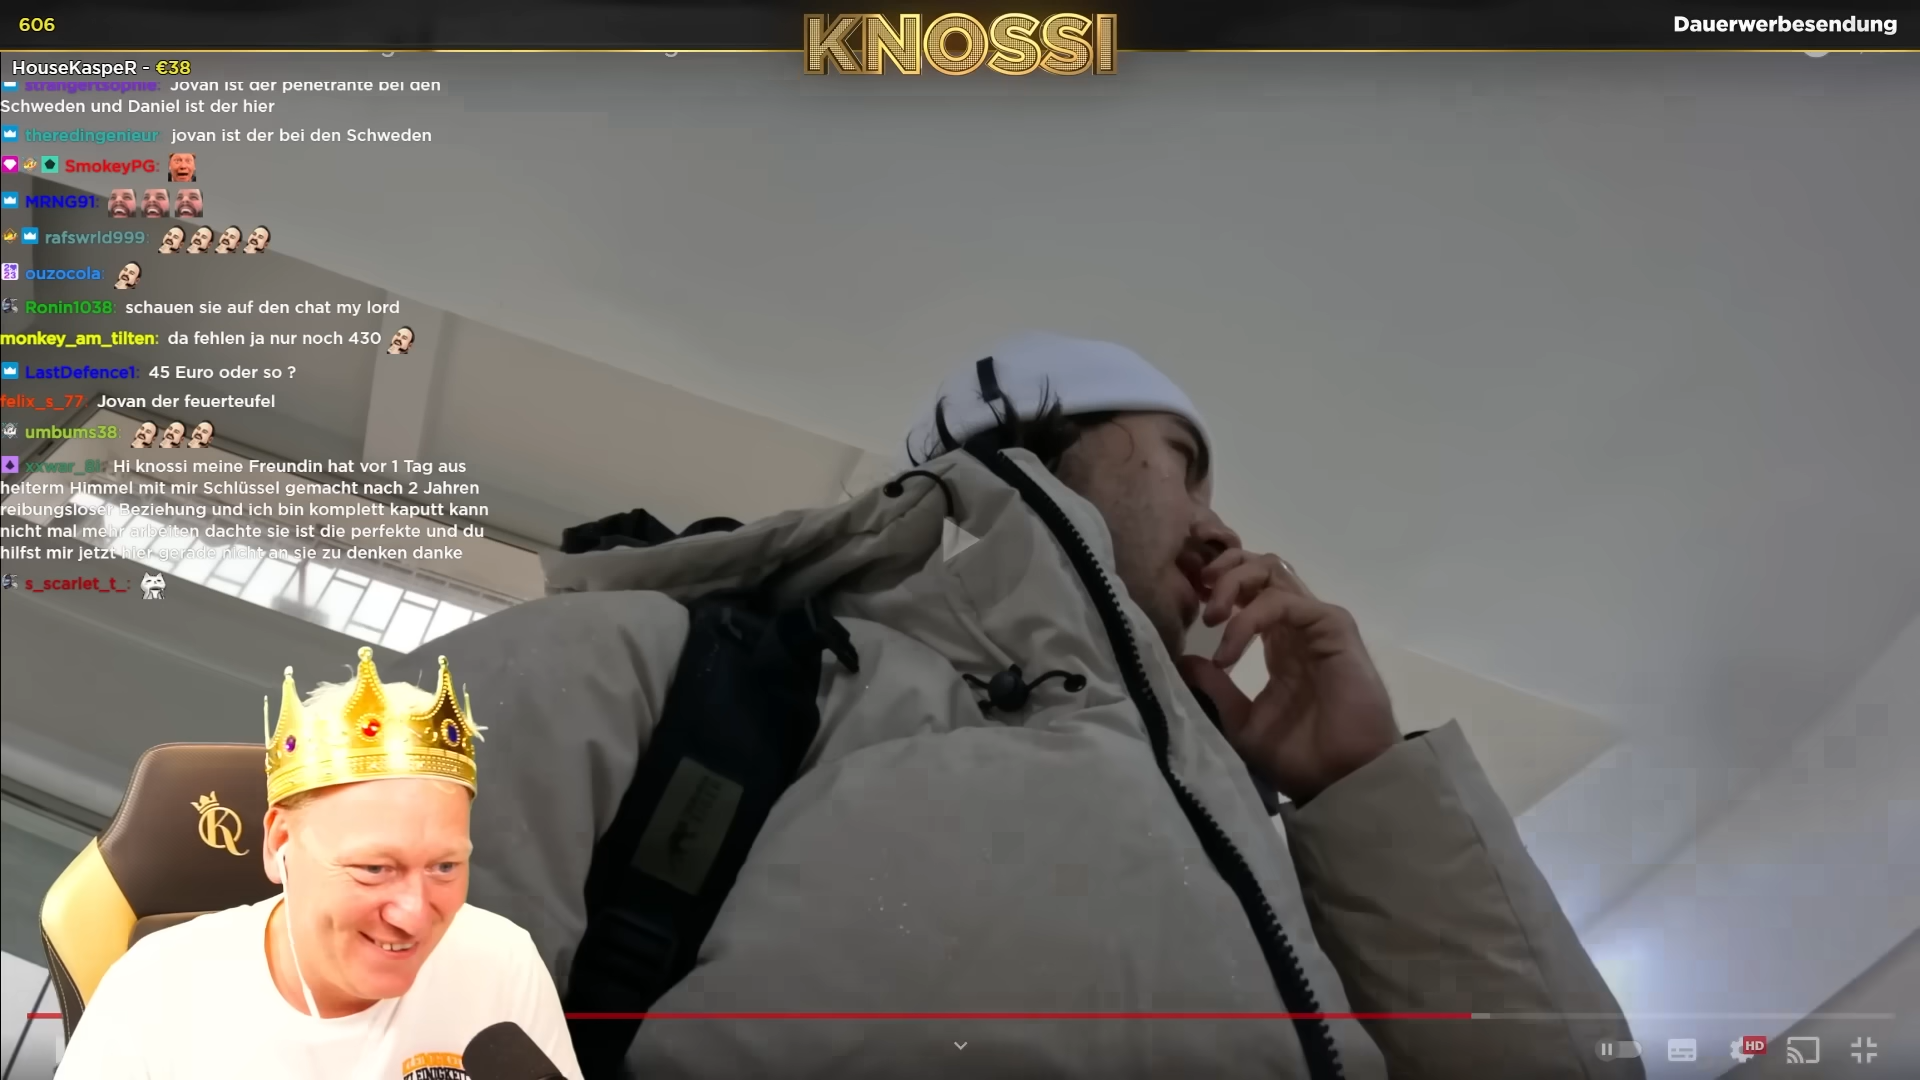 606
KNOSSI
Dauerwerbesendung
HouseKaspeR - €38
strangertsophie: Jovan ist der penetrante bei den
Schweden und Daniel ist der hier
theredingenieur: jovan ist der bei den Schweden
SmokeyPG:
MRNG91:
rafswrld999:
ouzocola:
Ronin1038: schauen sie auf den chat my lord
monkey_am_tilten: da fehlen ja nur noch 430
LastDefence1: 45 Euro oder so ?
felix_s_77: Jovan der feuerteufel
umbums38:
Hi knossi meine Freundin hat vor 1 Tag aus
heiterm Himmel mit mir Schlüssel gemacht nach 2 Jahren
reibungsloser Beziehung und ich bin komplett kaputt kann
nicht mal mehr arbeiten dachte sie ist die perfekte und du
hilfst mir jetzt hier gerade nicht an sie zu denken danke
s_scarlet_t_:
KLEINIGKEIT
HD